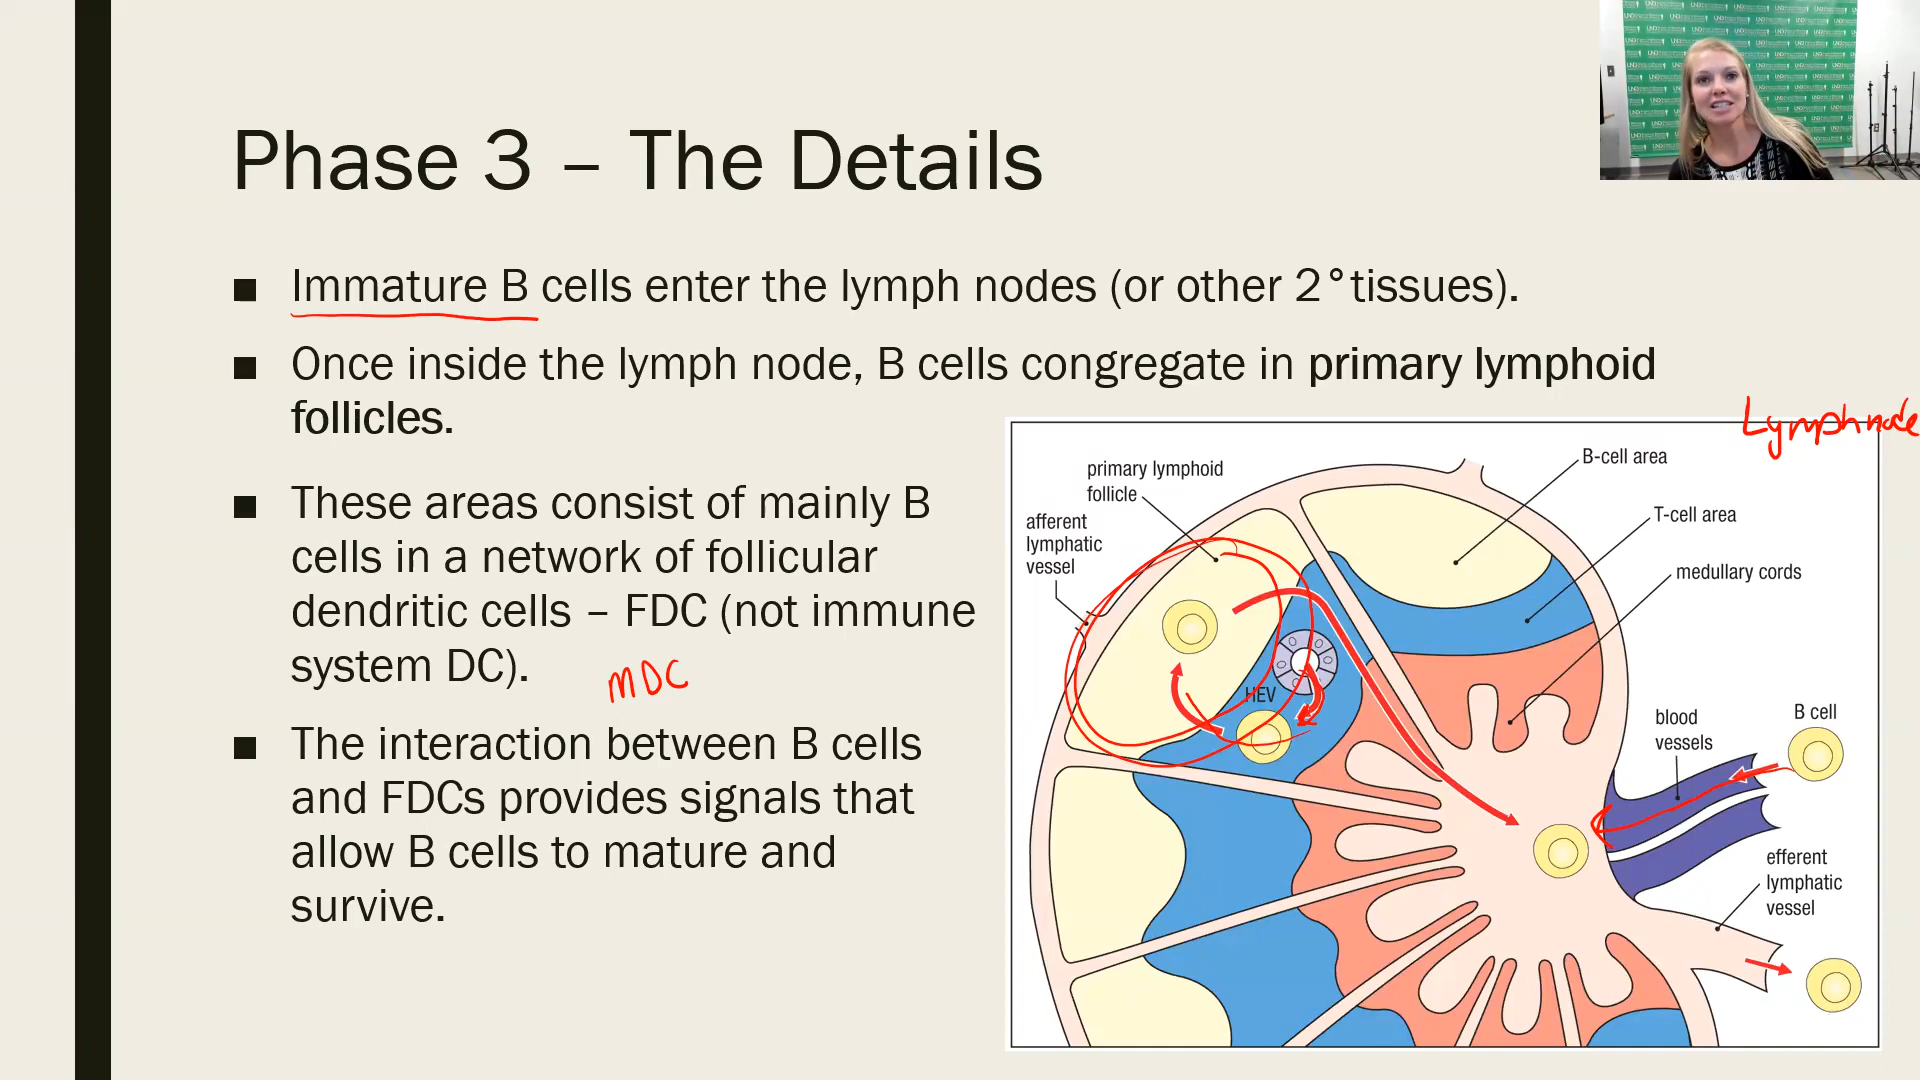 Phase 3 – The Details
■ Immature B cells enter the lymph nodes (or other 2° tissues).
■ Once inside the lymph node, B cells congregate in primary lymphoid
follicles.
■ These areas consist of mainly B
cells in a network of follicular
dendritic cells – FDC (not immune
system DC).
mDC
■ The interaction between B cells
and FDCs provides signals that
allow B cells to mature and
survive.
Lymph node
primary lymphoid
follicle
afferent
lymphatic
vessel
B-cell area
T-cell area
medullary cords
HEV
blood
vessels
B cell
efferent
lymphatic
vessel